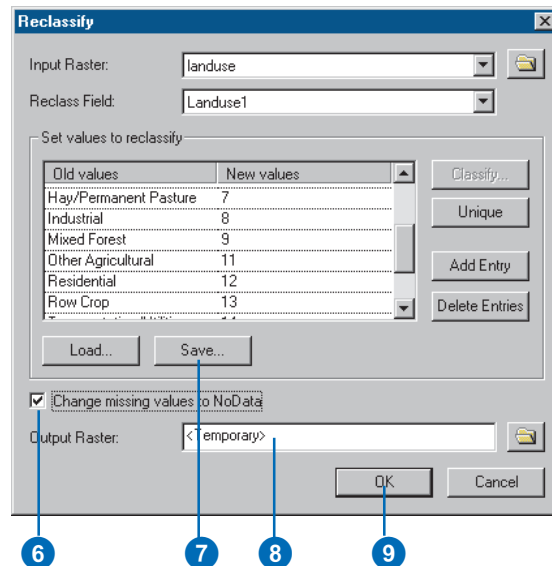 Reclassify
Input Raster: landuse
Reclass Field: Landuse1
Set values to reclassify
Old values New values
Classify...
Hay/Permanent Pasture 7
Industrial 8
Unique
Mixed Forest 9
Other Agricultural 11
Add Entry
Residential 12
Row Crop 13
Delete Entries
Load... Save...
Change missing values to NoData
Output Raster: <Temporary>
OK Cancel
6 7 8 9